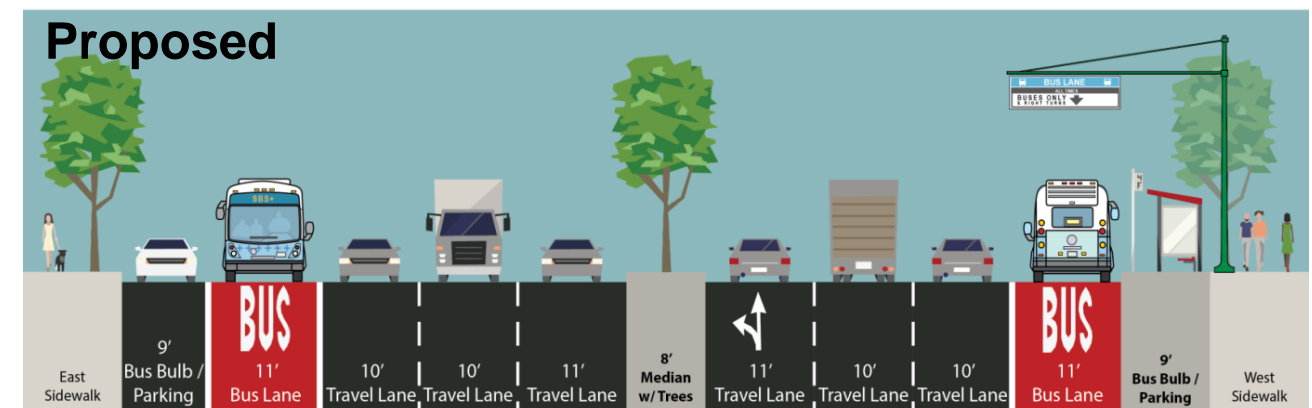 Proposed
BUS LANE
ALL TIMES
BUSES ONLY
& RIGHT TURNS
SBS+
BUS
BUS
East
Sidewalk
9'
Bus Bulb /
Parking
11'
Bus Lane
10'
Travel Lane
10'
Travel Lane
11'
Travel Lane
8'
Median
w/ Trees
11'
Travel Lane
10'
Travel Lane
10'
Travel Lane
11'
Bus Lane
9'
Bus Bulb /
Parking
West
Sidewalk